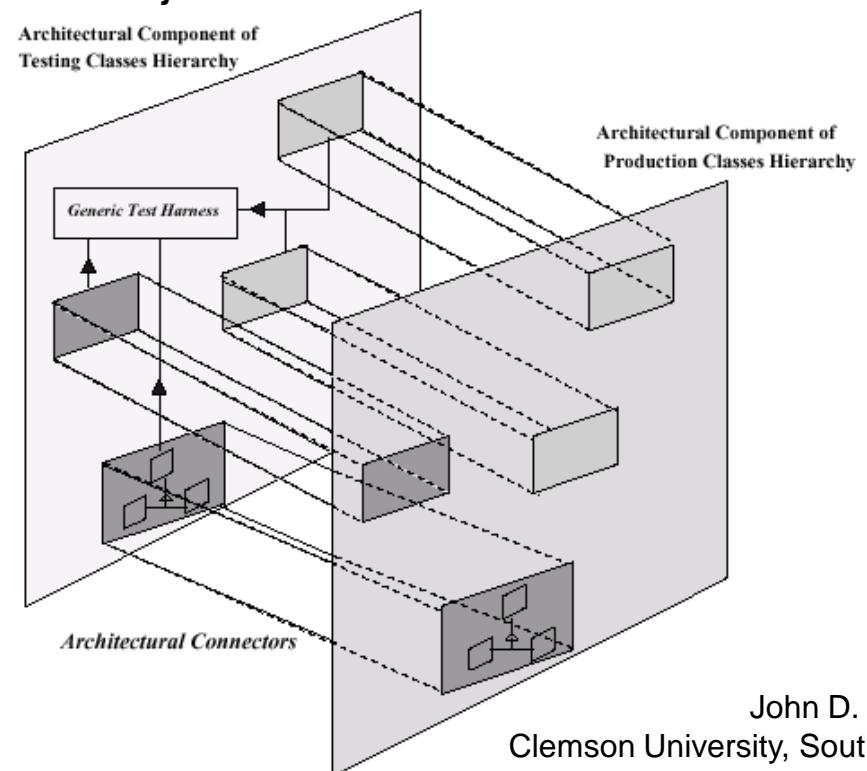 Architectural Component of
Testing Classes Hierarchy
Architectural Component of
Production Classes Hierarchy
Generic Test Harness
Architectural Connectors
John D.
Clemson University,